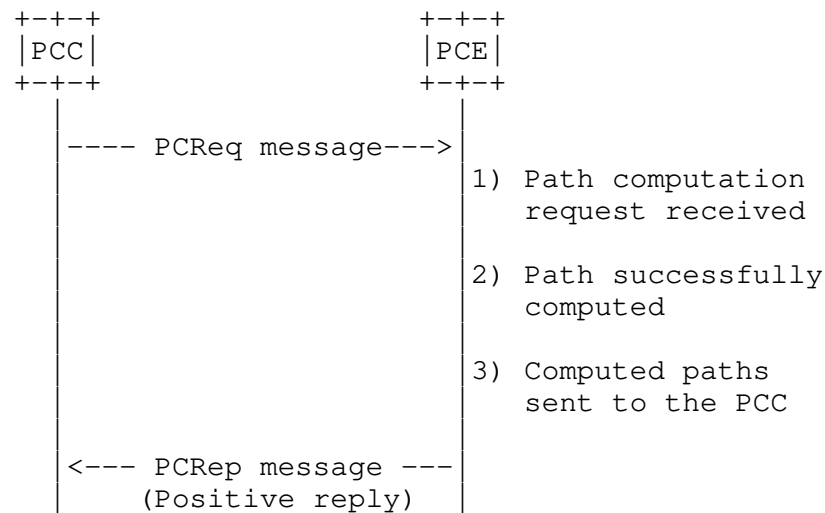 +-+-+                  +-+-+
|PCC|                  |PCE|
+-+-+                  +-+-+
|---- PCReq message--->|
1) Path computation
request received
2) Path successfully
computed
3) Computed paths
sent to the PCC
|<--- PCRep message ---|
(Positive reply)